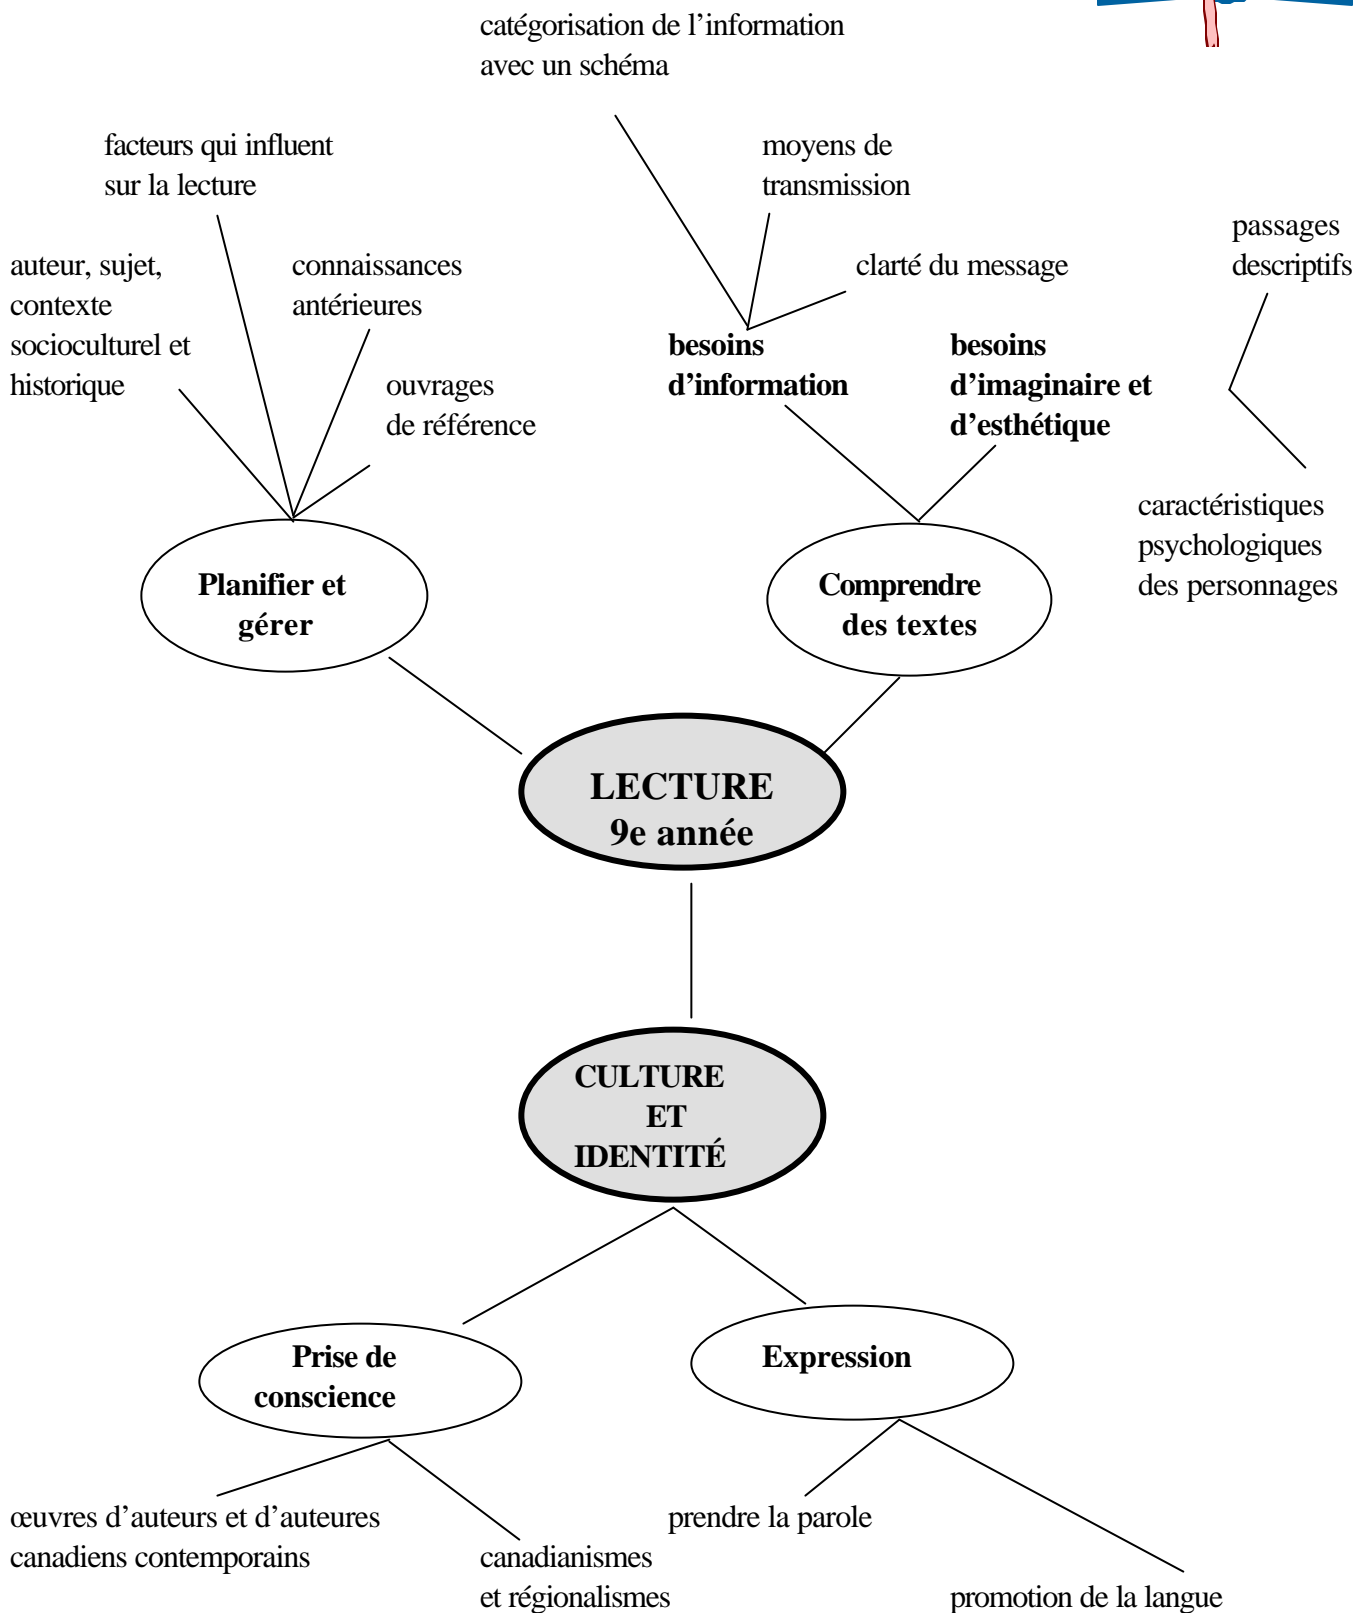 catégorisation de l’information
avec un schéma
facteurs qui influent
sur la lecture
moyens de
transmission
passages
descriptifs
auteur, sujet,
contexte
socioculturel et
historique
connaissances
antérieures
clarté du message
ouvrages
de référence
besoins
d’information
besoins
d’imaginaire et
d’esthétique
caractéristiques
psychologiques
des personnages
Planifier et
gérer
Comprendre
des textes
LECTURE
9e année
CULTURE
ET
IDENTITÉ
Prise de
conscience
Expression
œuvres d’auteurs et d’auteures
canadiens contemporains
canadianismes
et régionalismes
prendre la parole
promotion de la langue